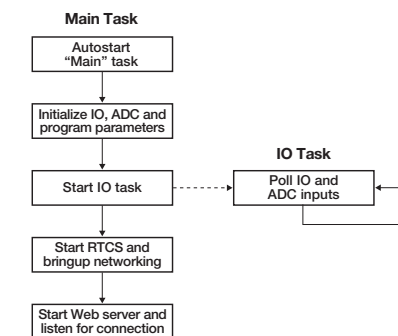 Main Task
Autostart
“Main” task
Initialize IO, ADC and
program parameters
Start IO task
Start RTCS and
bringup networking
Start Web server and
listen for connection
IO Task
Poll IO and
ADC inputs